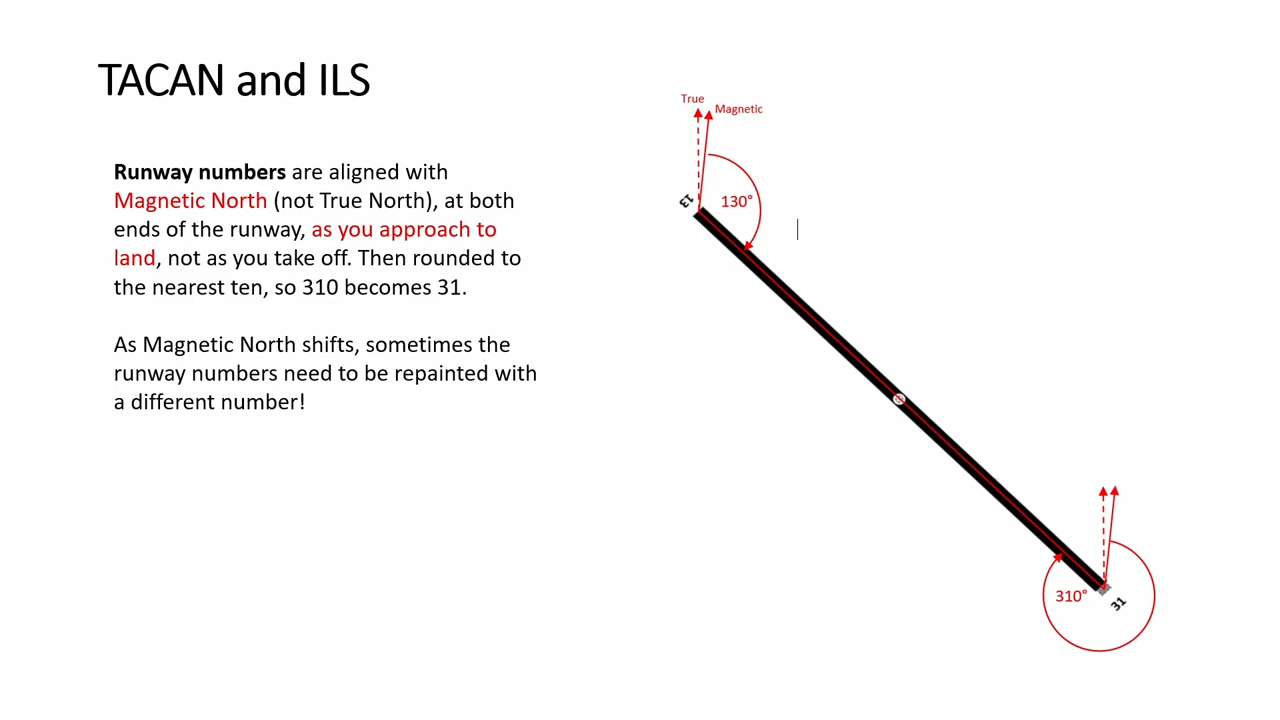 TACAN and ILS
Runway numbers are aligned with
Magnetic North (not True North), at both
ends of the runway, as you approach to
land, not as you take off. Then rounded to
the nearest ten, so 310 becomes 31.
As Magnetic North shifts, sometimes the
runway numbers need to be repainted with
a different number!
True
Magnetic
13
130°
310°
31